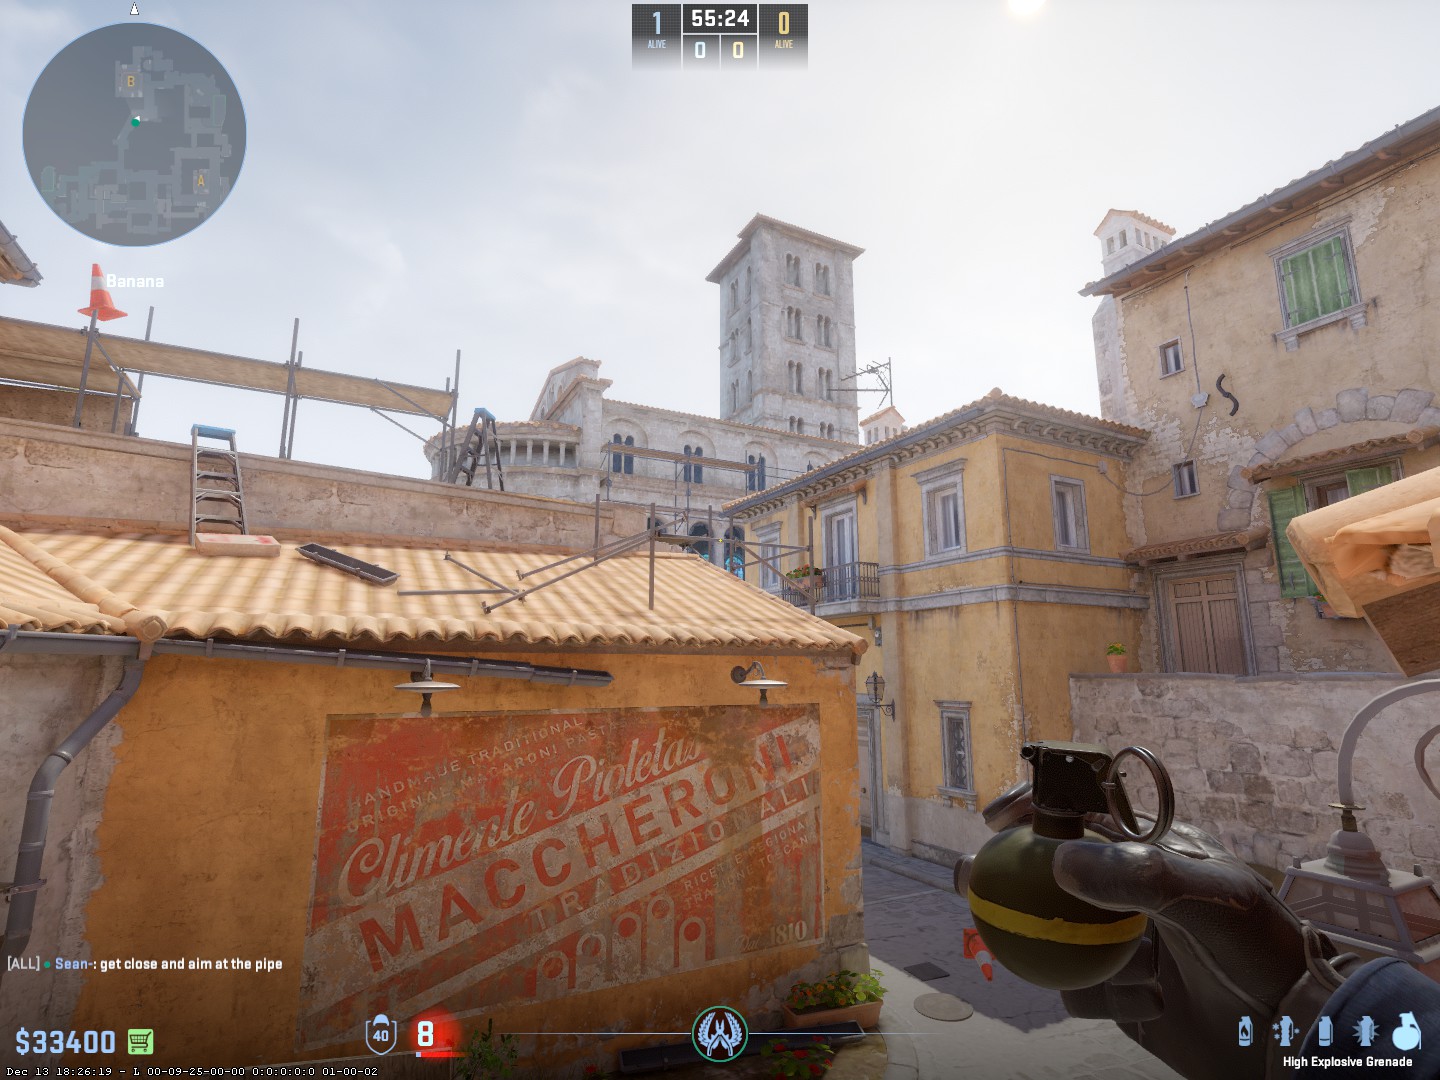 1
ALIVE
55:24
0
ALIVE
0
0
B
A
Banana
HANDMADE TRADITIONAL
ORIGINAL MACARONI PASTE
Climente Pioletas
MACCHERONI
TRADIZIONALI
1810
[ALL] Sean-: get close and aim at the pipe
$33400
40
8
High Explosive Grenade
Dec 13 18:26:19 - L 00-09-25-00-00 0:0:0:0:0 01-00-02